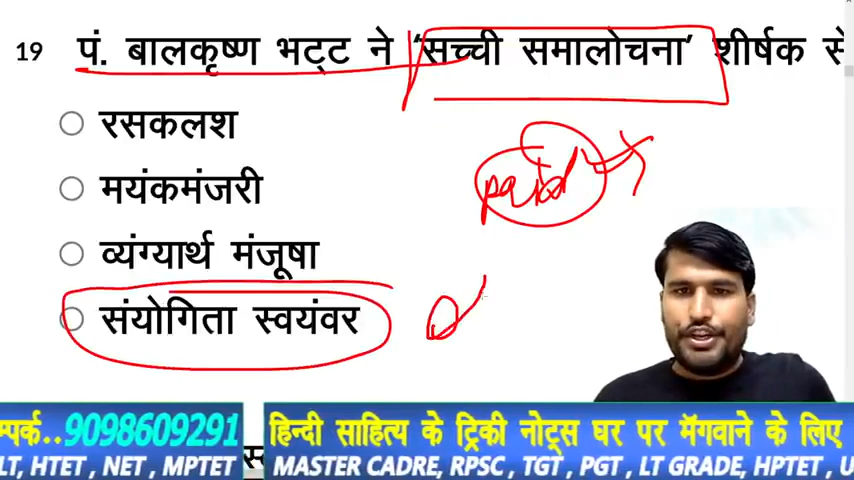 19 पं. बालकृष्ण भट्ट ने 'सच्ची समालोचना' शीर्षक से
रसकलश
मयंकमंजरी
व्यंग्यार्थ मंजूषा
संयोगिता स्वयंवर
म्पर्क..9098609291 हिन्दी साहित्य के ट्रिकी नोट्स घर पर मॅगवाने के लिए
LT, HTET , NET , MPTET MASTER CADRE, RPSC , TGT , PGT , LT GRADE, HPTET , U